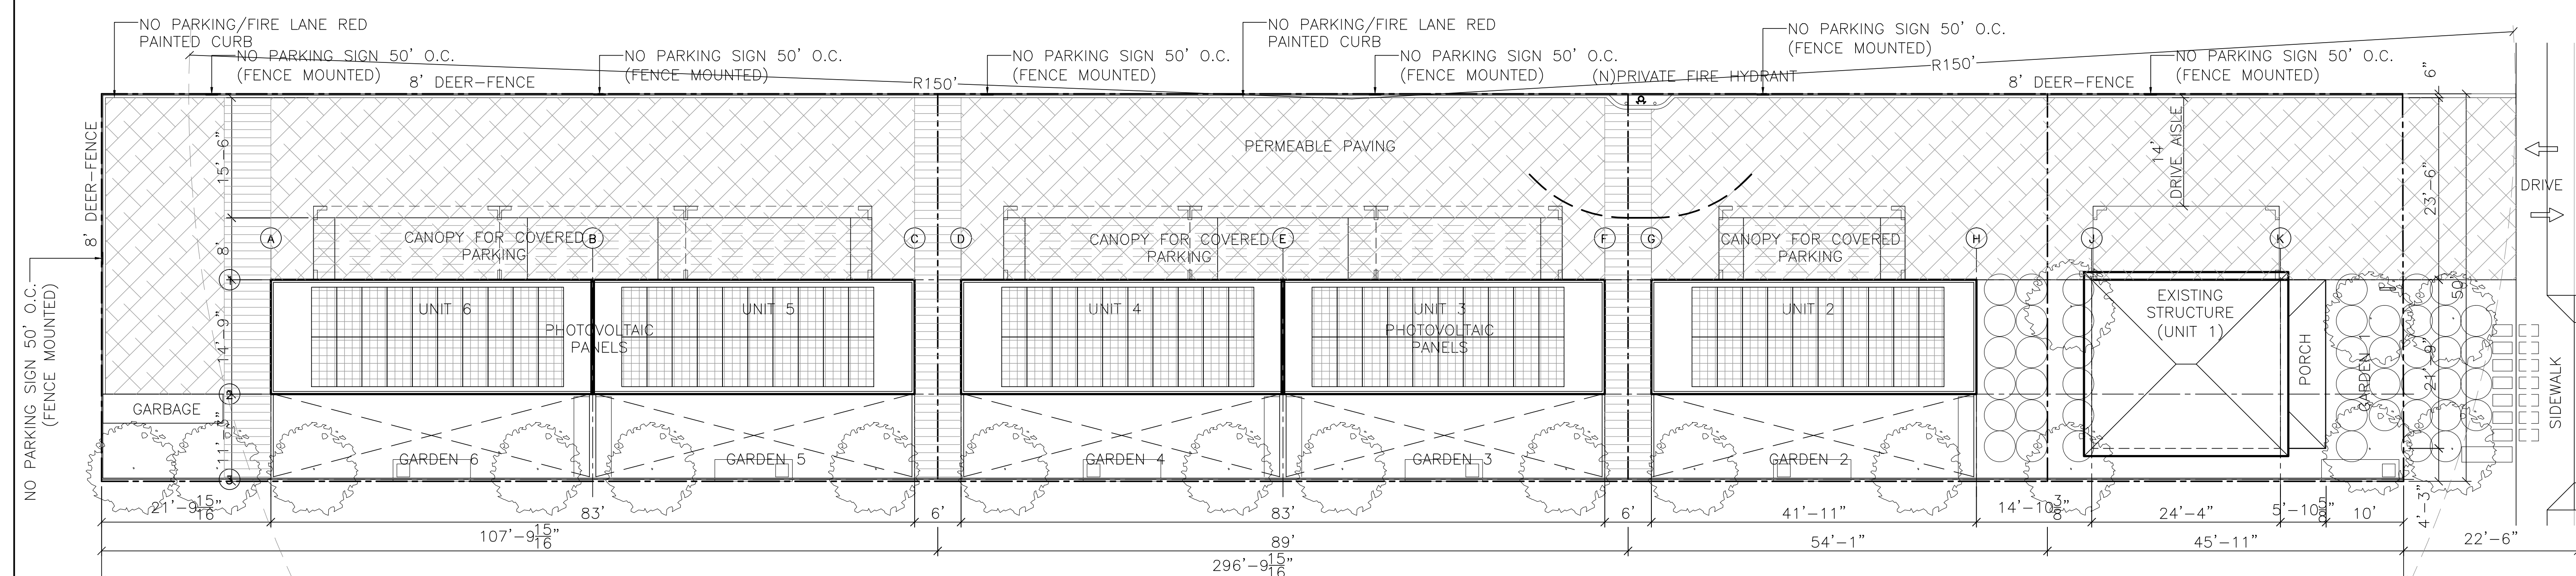 NO PARKING/FIRE LANE RED
PAINTED CURB
NO PARKING SIGN 50' O.C.
(FENCE MOUNTED)
8' DEER-FENCE
NO PARKING SIGN 50' O.C.
(FENCE MOUNTED)
R150'
NO PARKING SIGN 50' O.C.
(FENCE MOUNTED)
NO PARKING/FIRE LANE RED
PAINTED CURB
NO PARKING SIGN 50' O.C.
(FENCE MOUNTED)
(N)PRIVATE FIRE HYDRANT
NO PARKING SIGN 50' O.C.
(FENCE MOUNTED)
R150'
8' DEER-FENCE
NO PARKING SIGN 50' O.C.
(FENCE MOUNTED)
6"
8' DEER-FENCE
15'-6"
PERMEABLE PAVING
14'
DRIVE AISLE
23'-6"
DRIVE
8'
A
CANOPY FOR COVERED
PARKING
B
C
D
CANOPY FOR COVERED
PARKING
E
F
G
CANOPY FOR COVERED
PARKING
H
J
K
NO PARKING SIGN 50' O.C.
(FENCE MOUNTED)
UNIT 6
UNIT 5
PHOTOVOLTAIC
PANELS
UNIT 4
UNIT 3
PHOTOVOLTAIC
PANELS
UNIT 2
EXISTING
STRUCTURE
(UNIT 1)
PORCH
GARDEN 1
50'
21'-9"
SIDEWALK
14'-9"
2
GARBAGE
11'
3
GARDEN 6
GARDEN 5
GARDEN 4
GARDEN 3
GARDEN 2
21'-9 15/16"
83'
6'
83'
6'
41'-11"
14'-10 3/8"
24'-4"
5'-10 5/8"
10'
4'-3"
107'-9 15/16"
89'
54'-1"
45'-11"
22'-6"
296'-9 15/16"